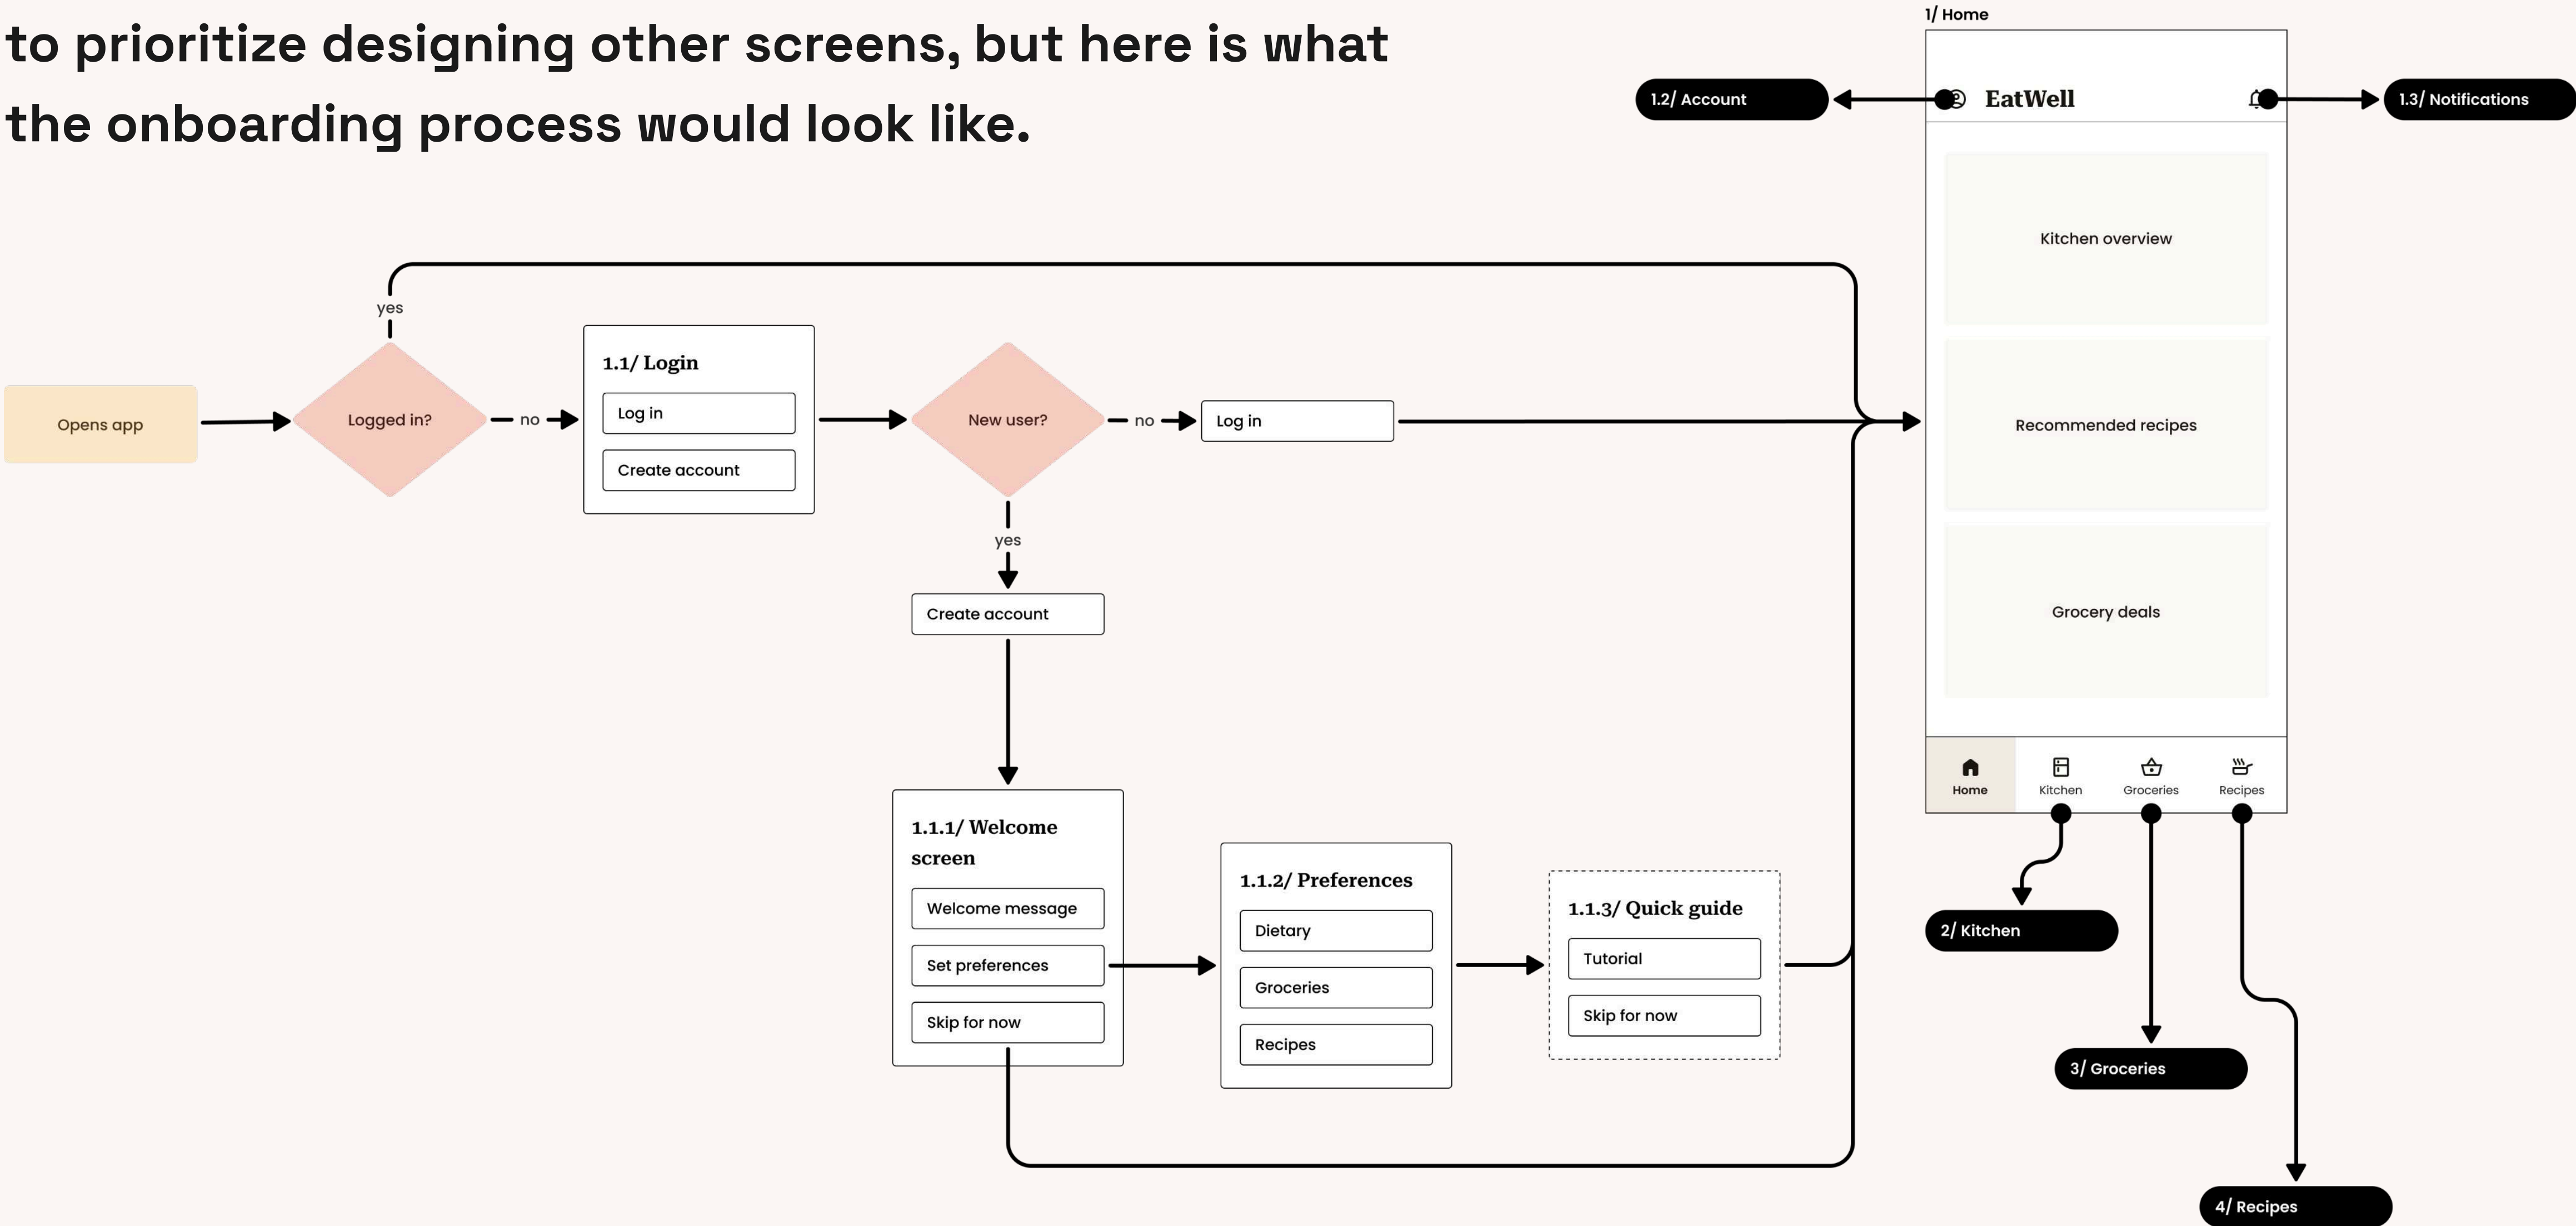 to prioritize designing other screens, but here is what
the onboarding process would look like.
1/ Home
1.2/ Account
EatWell
1.3/ Notifications
Kitchen overview
Recommended recipes
Grocery deals
Home
Kitchen
Groceries
Recipes
Opens app
Logged in?
yes
no
1.1/ Login
Log in
Create account
New user?
no
Log in
yes
Create account
1.1.1/ Welcome
screen
Welcome message
Set preferences
Skip for now
1.1.2/ Preferences
Dietary
Groceries
Recipes
1.1.3/ Quick guide
Tutorial
Skip for now
2/ Kitchen
3/ Groceries
4/ Recipes